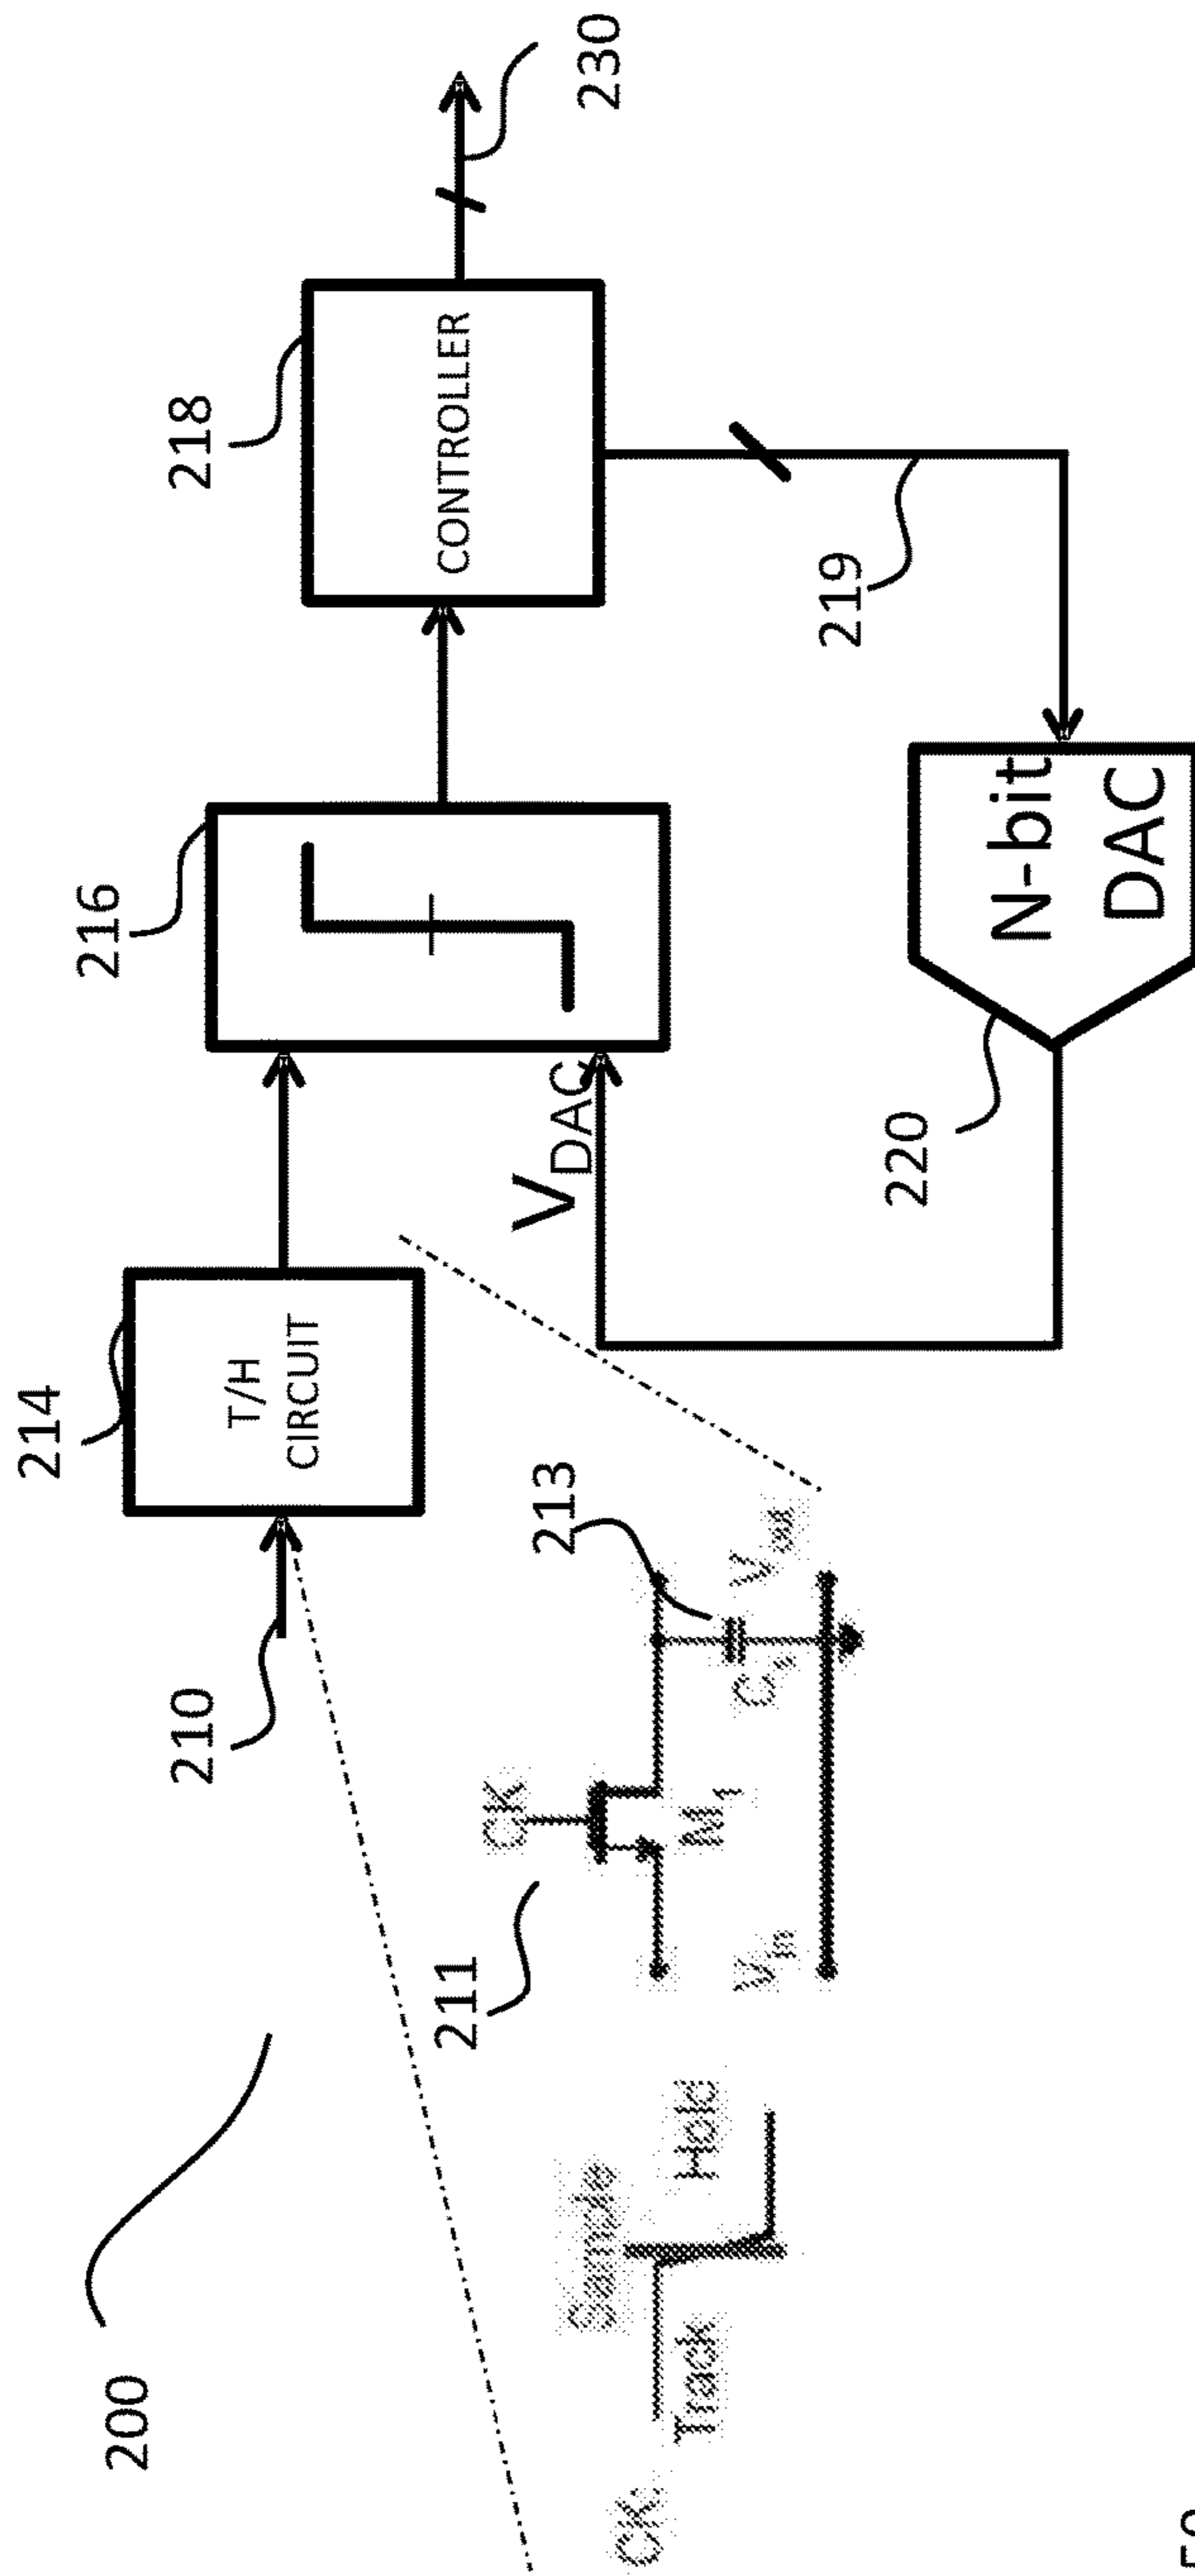 200
210
214
T/H
CIRCUIT
216
218
CONTROLLER
230
V_DAC
219
N-bit
DAC
220
211
213
CK
M1
Vin
Vout
Sample
Track
Hold